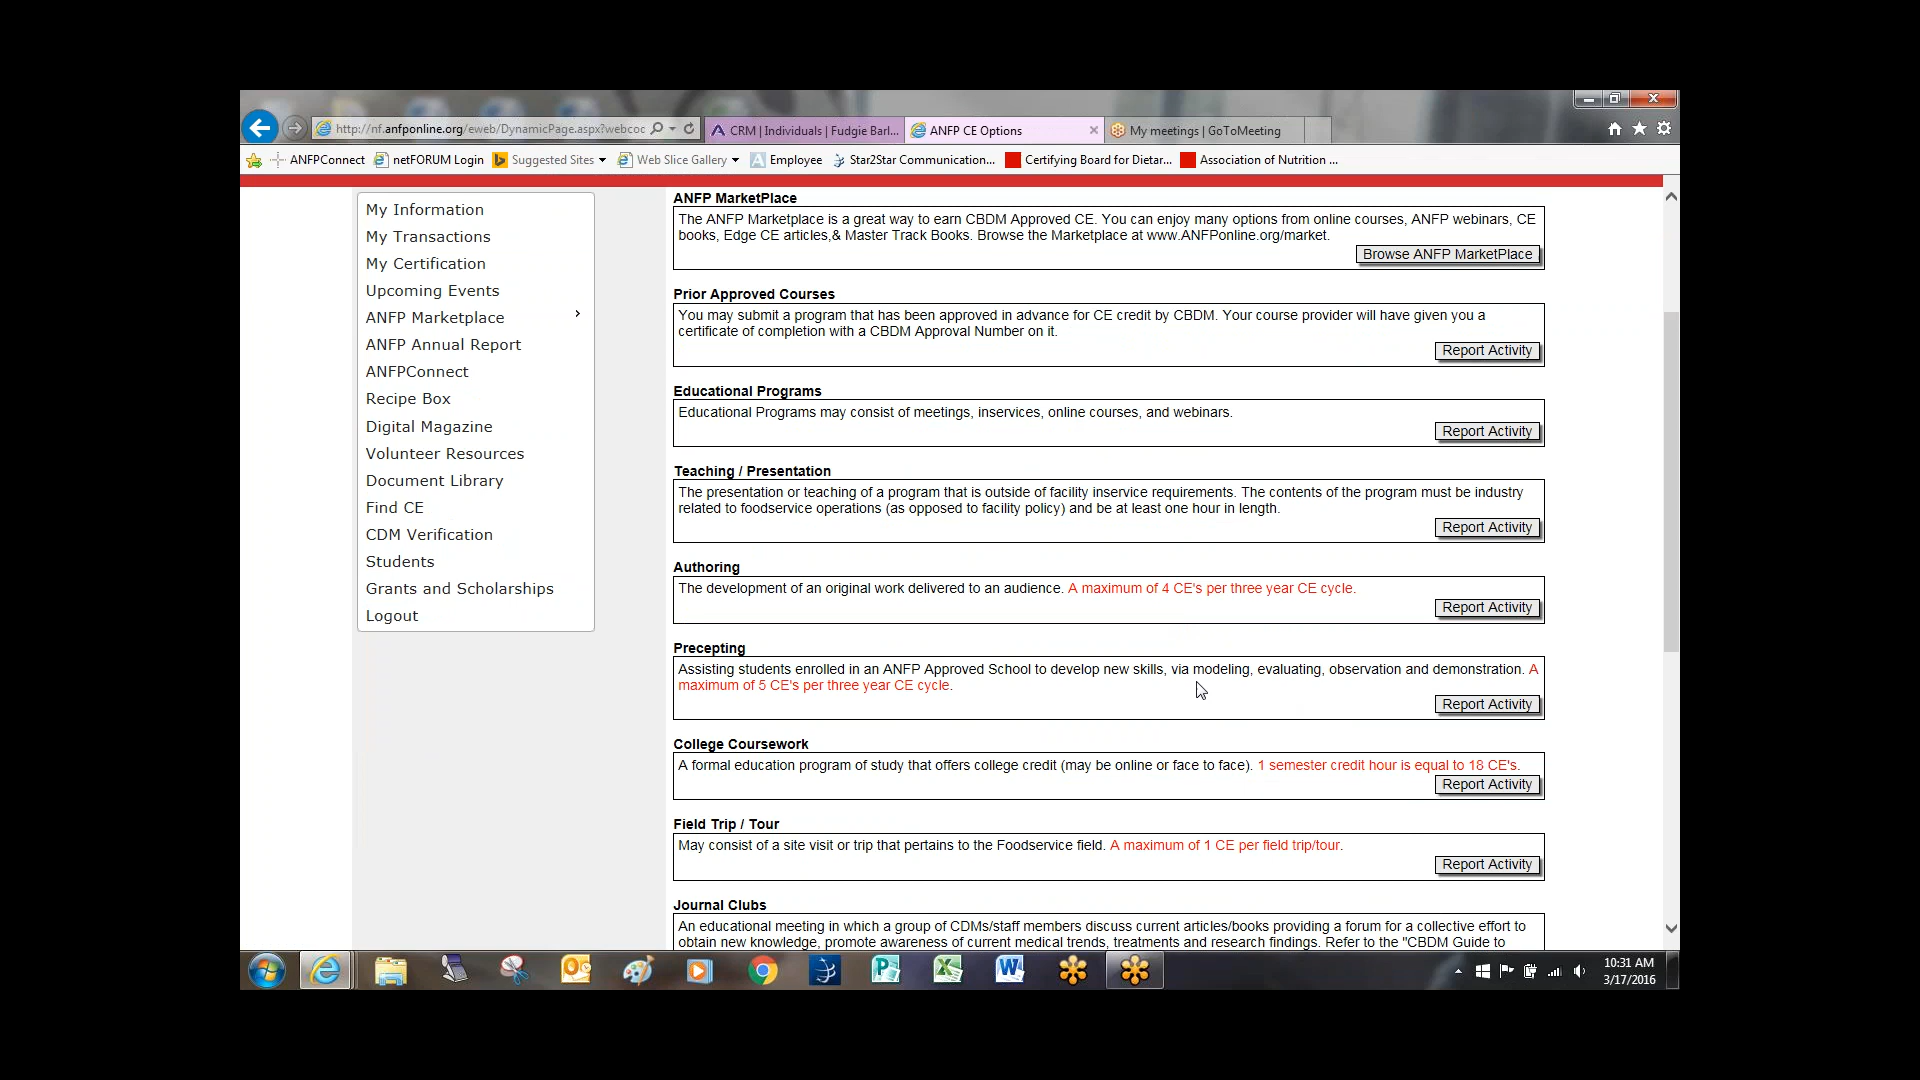 http://nf.anfponline.org/eweb/DynamicPage.aspx?webcoc
CRM | Individuals | Fudgie Barl...
ANFP CE Options
My meetings | GoToMeeting
ANFPConnect
netFORUM Login
Suggested Sites
Web Slice Gallery
Employee
Star2Star Communication...
Certifying Board for Dietar...
Association of Nutrition ...
My Information
My Transactions
My Certification
Upcoming Events
ANFP Marketplace
ANFP Annual Report
ANFPConnect
Recipe Box
Digital Magazine
Volunteer Resources
Document Library
Find CE
CDM Verification
Students
Grants and Scholarships
Logout
ANFP MarketPlace
The ANFP Marketplace is a great way to earn CBDM Approved CE. You can enjoy many options from online courses, ANFP webinars, CE
books, Edge CE articles,& Master Track Books. Browse the Marketplace at www.ANFPonline.org/market.
Browse ANFP MarketPlace
Prior Approved Courses
You may submit a program that has been approved in advance for CE credit by CBDM. Your course provider will have given you a
certificate of completion with a CBDM Approval Number on it.
Report Activity
Educational Programs
Educational Programs may consist of meetings, inservices, online courses, and webinars.
Report Activity
Teaching / Presentation
The presentation or teaching of a program that is outside of facility inservice requirements. The contents of the program must be industry
related to foodservice operations (as opposed to facility policy) and be at least one hour in length.
Report Activity
Authoring
The development of an original work delivered to an audience. A maximum of 4 CE's per three year CE cycle.
Report Activity
Precepting
Assisting students enrolled in an ANFP Approved School to develop new skills, via modeling, evaluating, observation and demonstration. A
maximum of 5 CE's per three year CE cycle.
Report Activity
College Coursework
A formal education program of study that offers college credit (may be online or face to face). 1 semester credit hour is equal to 18 CE's.
Report Activity
Field Trip / Tour
May consist of a site visit or trip that pertains to the Foodservice field. A maximum of 1 CE per field trip/tour.
Report Activity
Journal Clubs
An educational meeting in which a group of CDMs/staff members discuss current articles/books providing a forum for a collective effort to
obtain new knowledge, promote awareness of current medical trends, treatments and research findings. Refer to the "CBDM Guide to
10:31 AM
3/17/2016